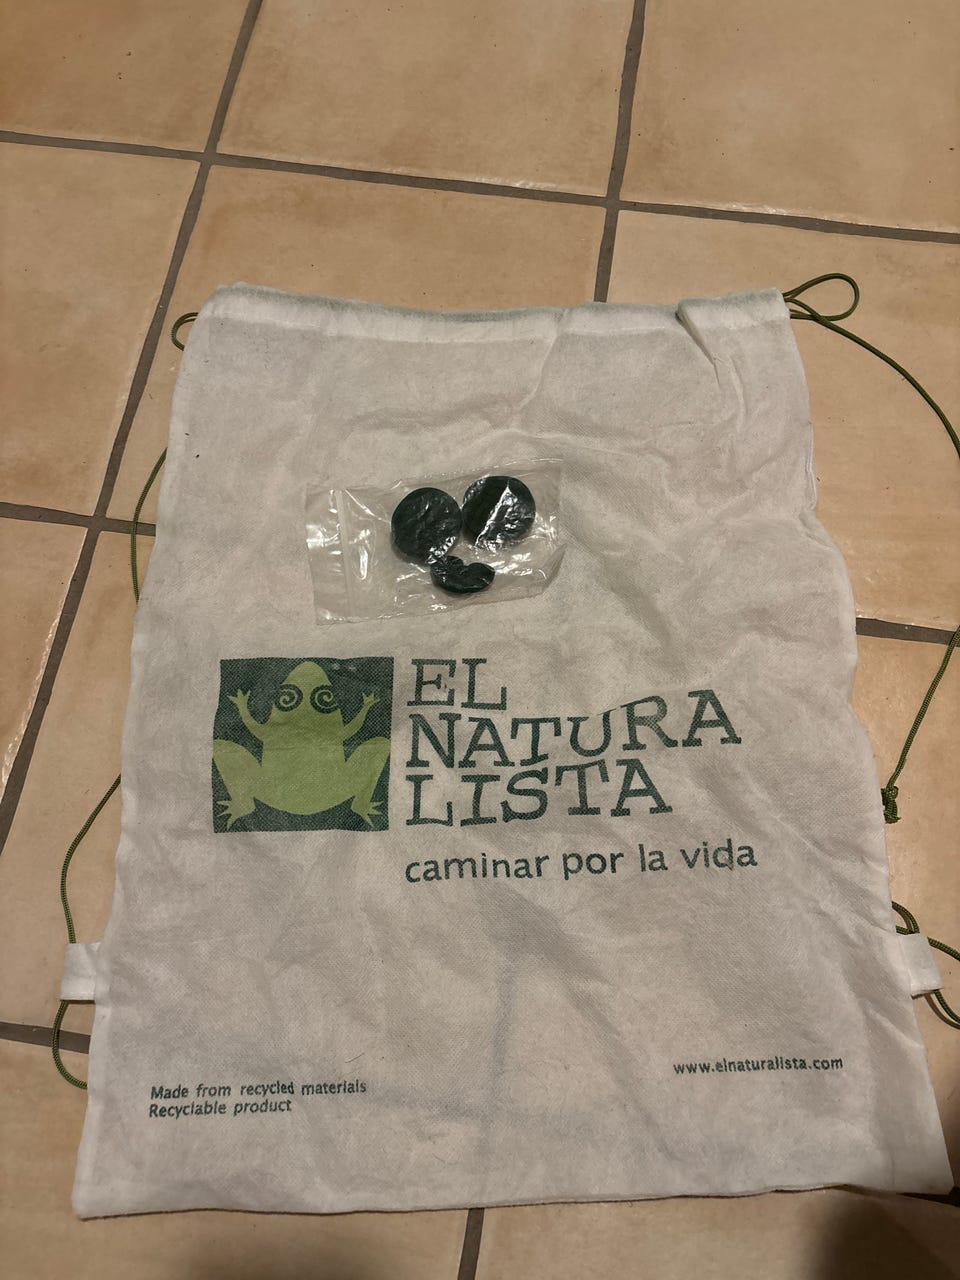 EL
NATURA
LISTA
caminar por la vida
www.elnaturalista.com
Made from recycled materials
Recyclable product